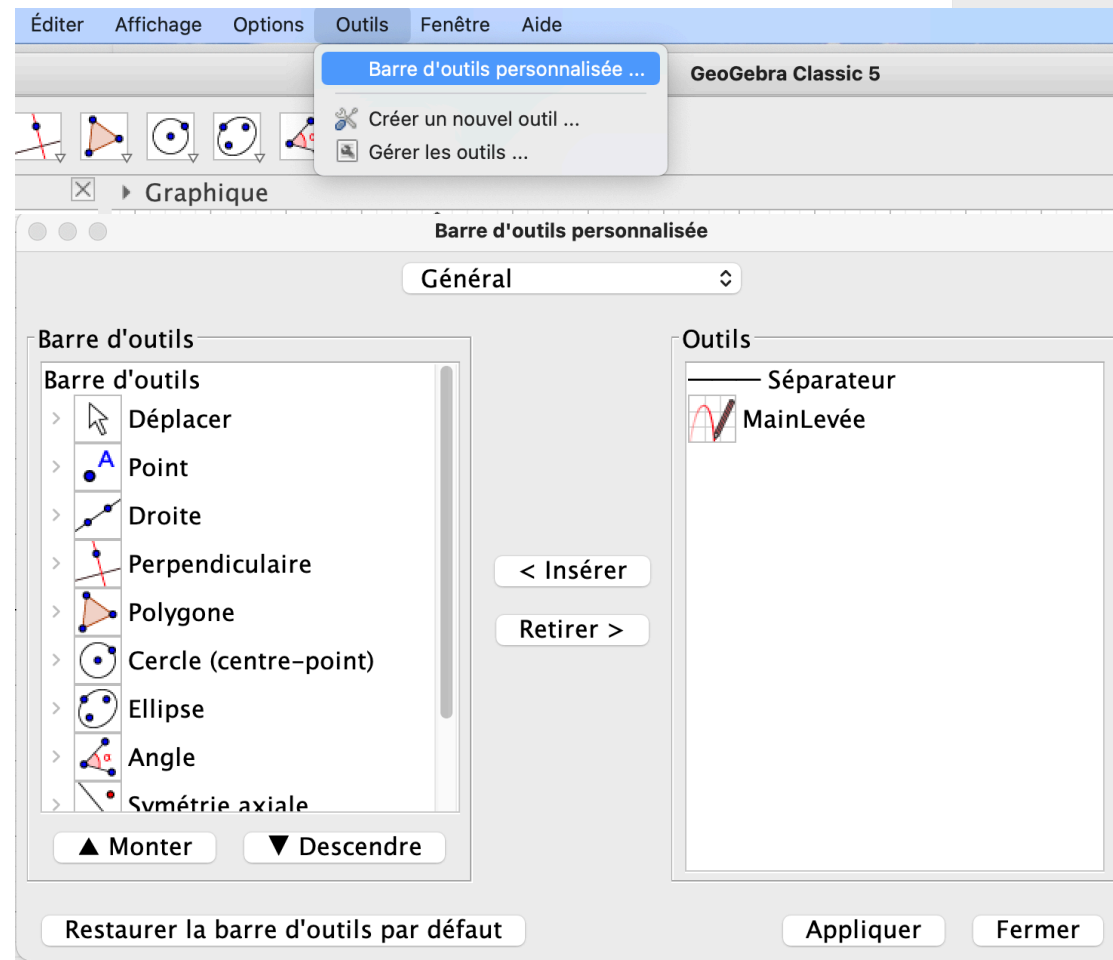 Éditer Affichage Options Outils Fenêtre Aide
Barre d'outils personnalisée ...
GeoGebra Classic 5
Créer un nouvel outil ...
Gérer les outils ...
Graphique
Barre d'outils personnalisée
Général
Barre d'outils
Barre d'outils
Déplacer
A Point
Droite
Perpendiculaire
Polygone
Cercle (centre-point)
Ellipse
α Angle
Symétrie axiale
▲ Monter ▼ Descendre
< Insérer
Retirer >
Outils
Séparateur
MainLevée
Restaurer la barre d'outils par défaut
Appliquer Fermer